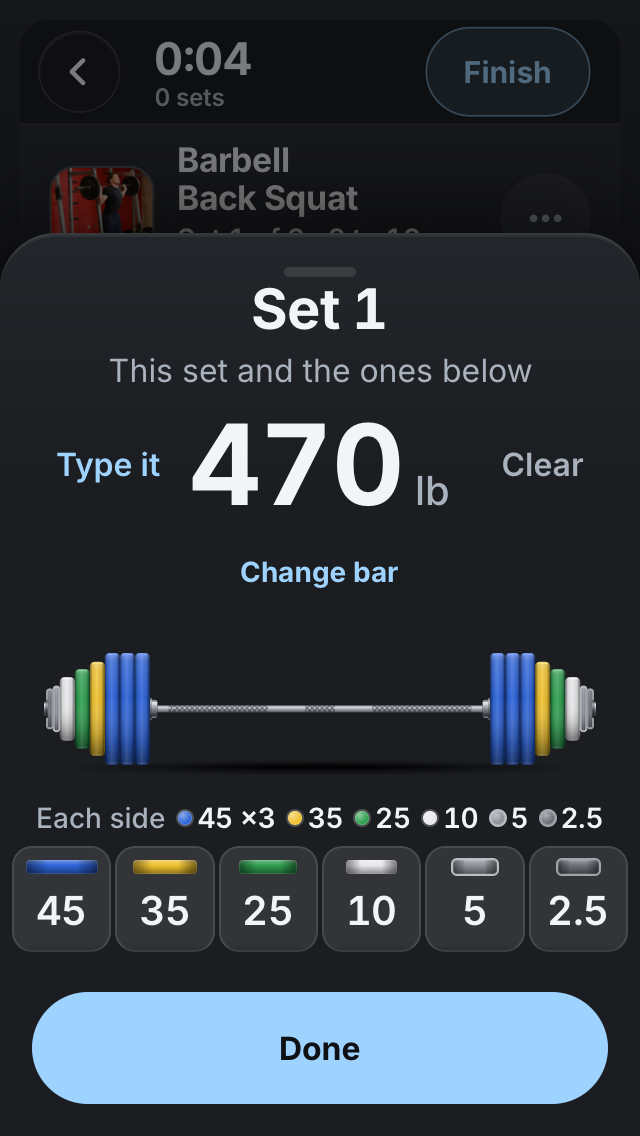 0:04
0 sets
Finish
Barbell
Back Squat
Set 1
This set and the ones below
Type it
470 lb
Clear
Change bar
Each side 45 ×3 35 25 10 5 2.5
45 35 25 10 5 2.5
Done